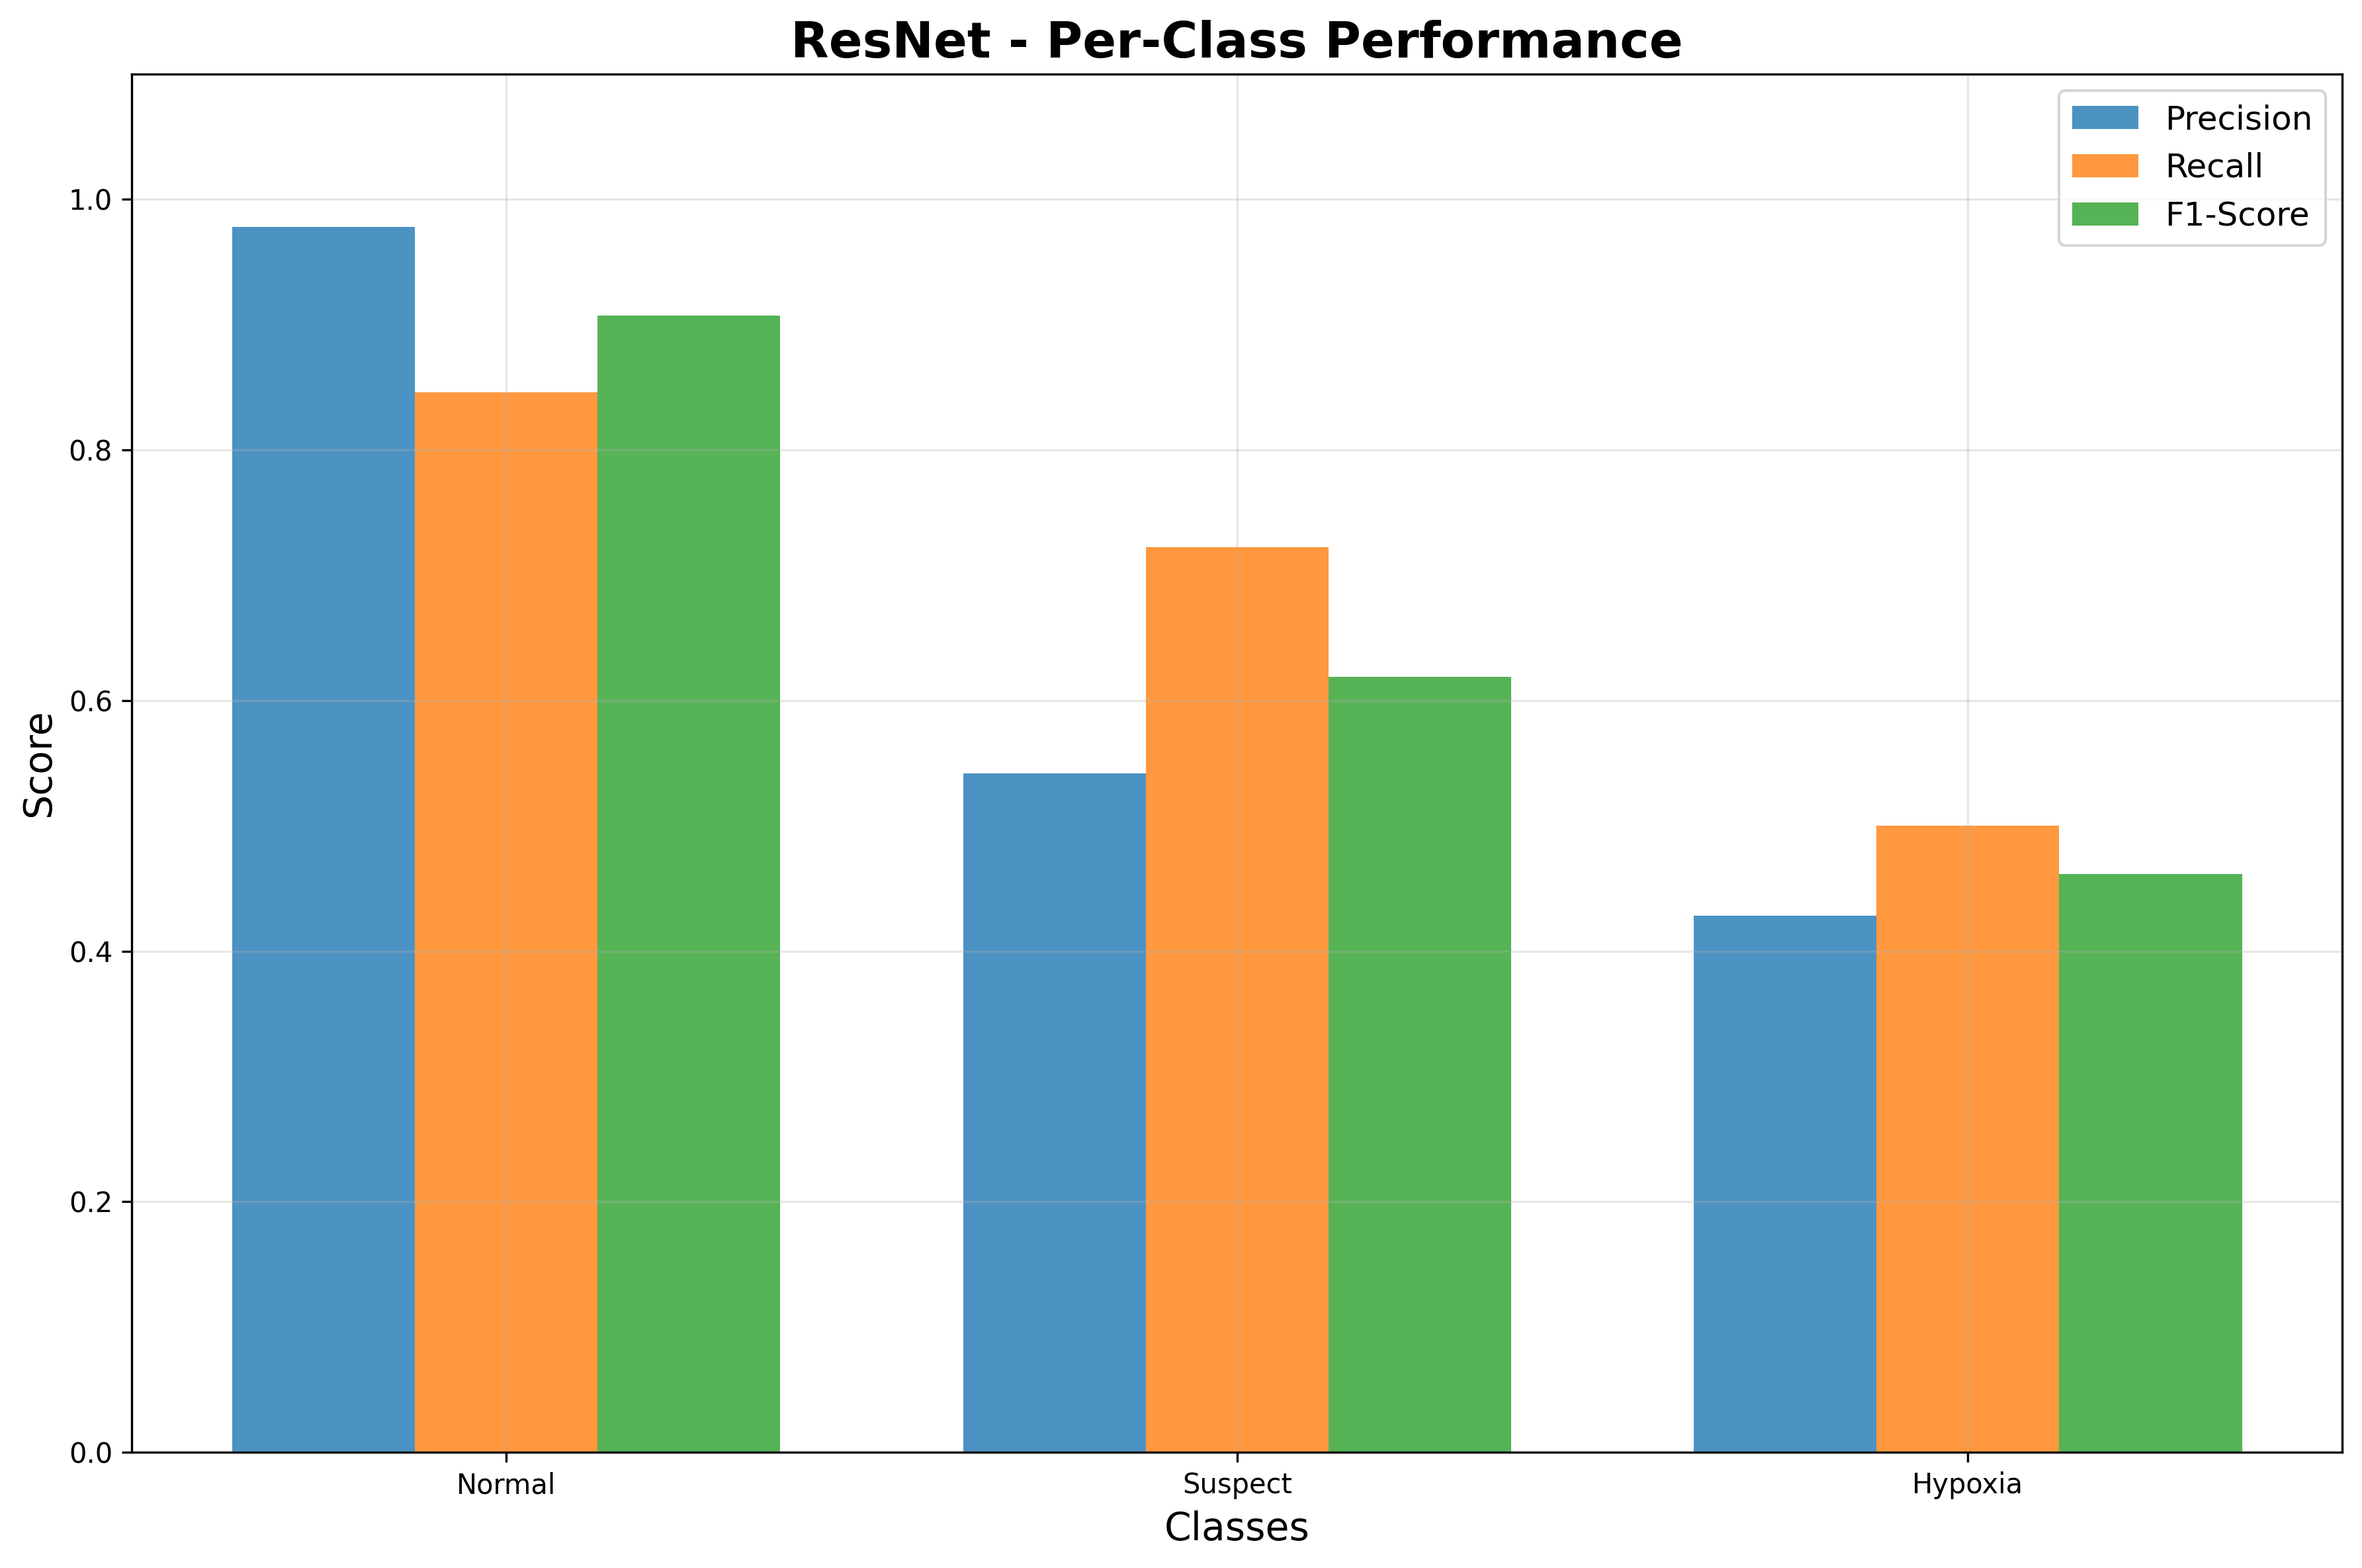 ResNet - Per-Class Performance
Precision
Recall
F1-Score
1.0
0.8
0.6
0.4
0.2
0.0
Score
Normal
Suspect
Hypoxia
Classes